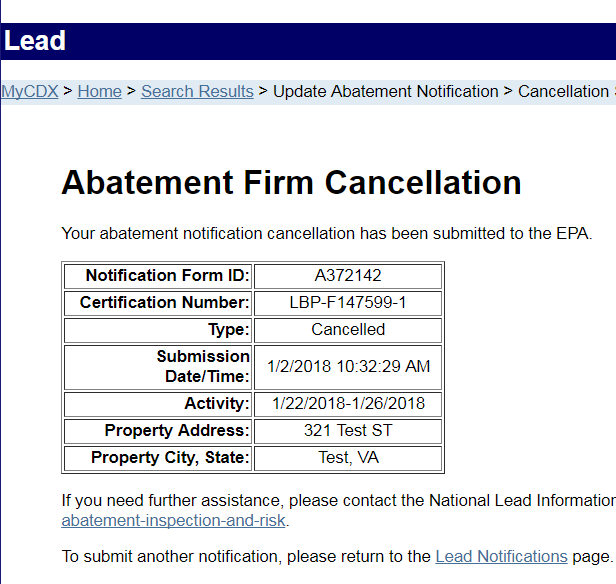 Lead
MyCDX > Home > Search Results > Update Abatement Notification > Cancellation
Abatement Firm Cancellation
Your abatement notification cancellation has been submitted to the EPA.
Notification Form ID: A372142
Certification Number: LBP-F147599-1
Type: Cancelled
Submission
Date/Time: 1/2/2018 10:32:29 AM
Activity: 1/22/2018-1/26/2018
Property Address: 321 Test ST
Property City, State: Test, VA
If you need further assistance, please contact the National Lead Information
abatement-inspection-and-risk.
To submit another notification, please return to the Lead Notifications page.